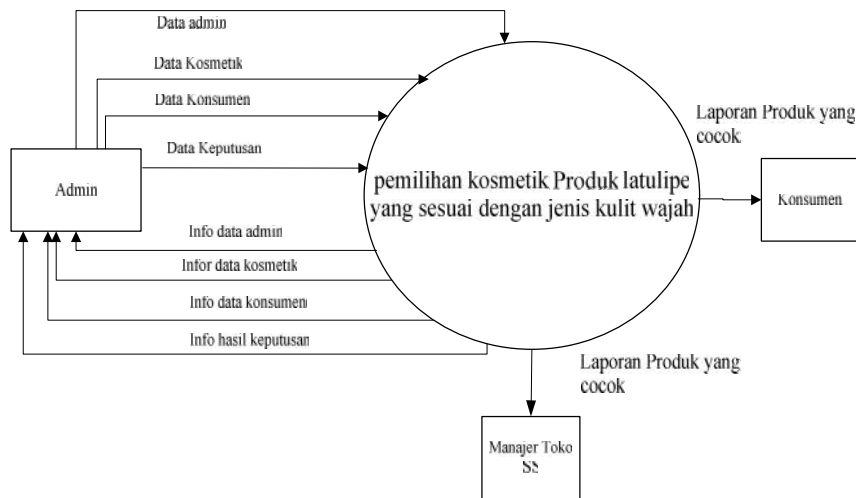 Data admin
Data Kosmetik
Data Konsumen
Data Keputusan
Admin
pemilihan kosmetik Produk latulipe
yang sesuai dengan jenis kulit wajah
Laporan Produk yang
cocok
Konsumen
Info data admin
Infor data kosmetik
Info data konsumen
Info hasil keputusan
Laporan Produk yang
cocok
Manajer Toko
SS